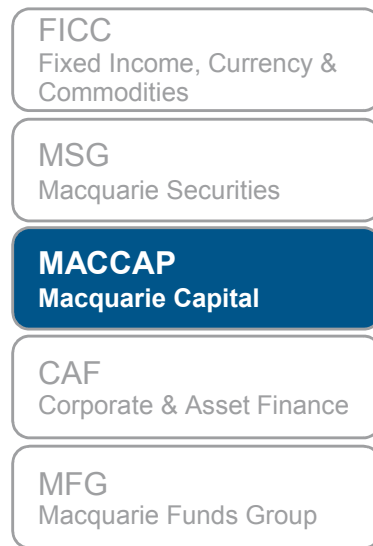 FICC
Fixed Income, Currency &
Commodities
MSG
Macquarie Securities
MACCAP
Macquarie Capital
CAF
Corporate & Asset Finance
MFG
Macquarie Funds Group